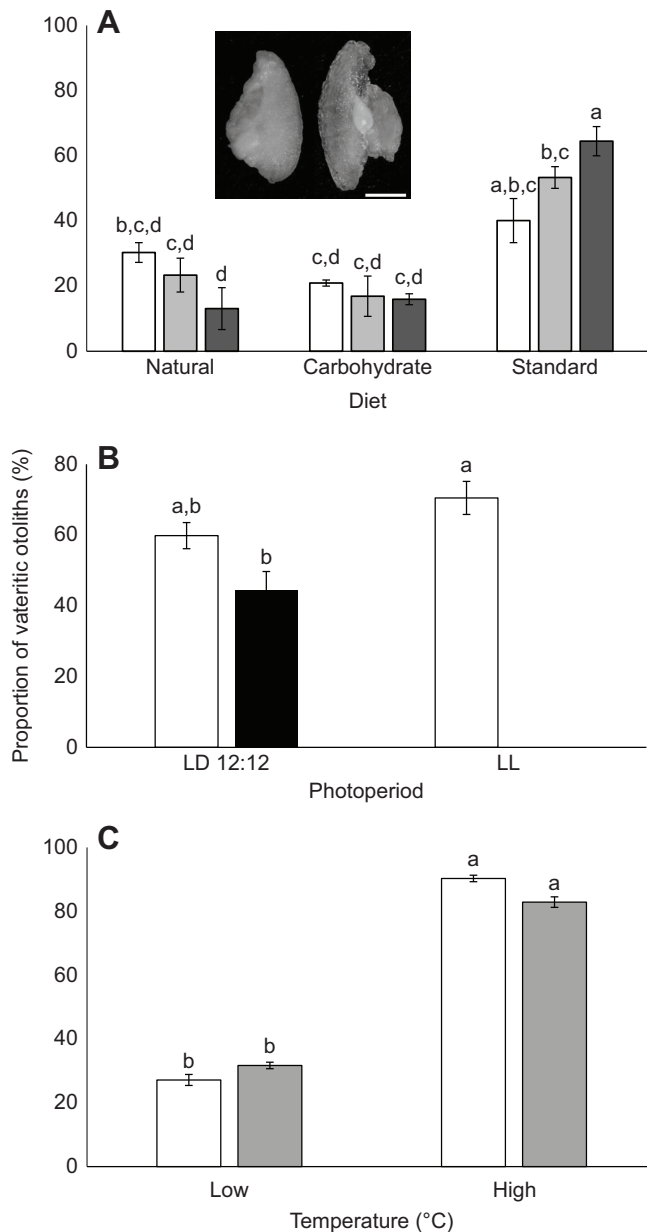 A
100
80
60
40
20
0
b,c,d
c,d
d
c,d
c,d
c,d
a,b,c
b,c
a
Natural
Carbohydrate
Standard
Diet
Proportion of vateritic otoliths (%)
B
80
60
40
20
0
a,b
b
a
LD 12:12
LL
Photoperiod
C
100
80
60
40
20
0
b
b
a
a
Low
High
Temperature (°C)